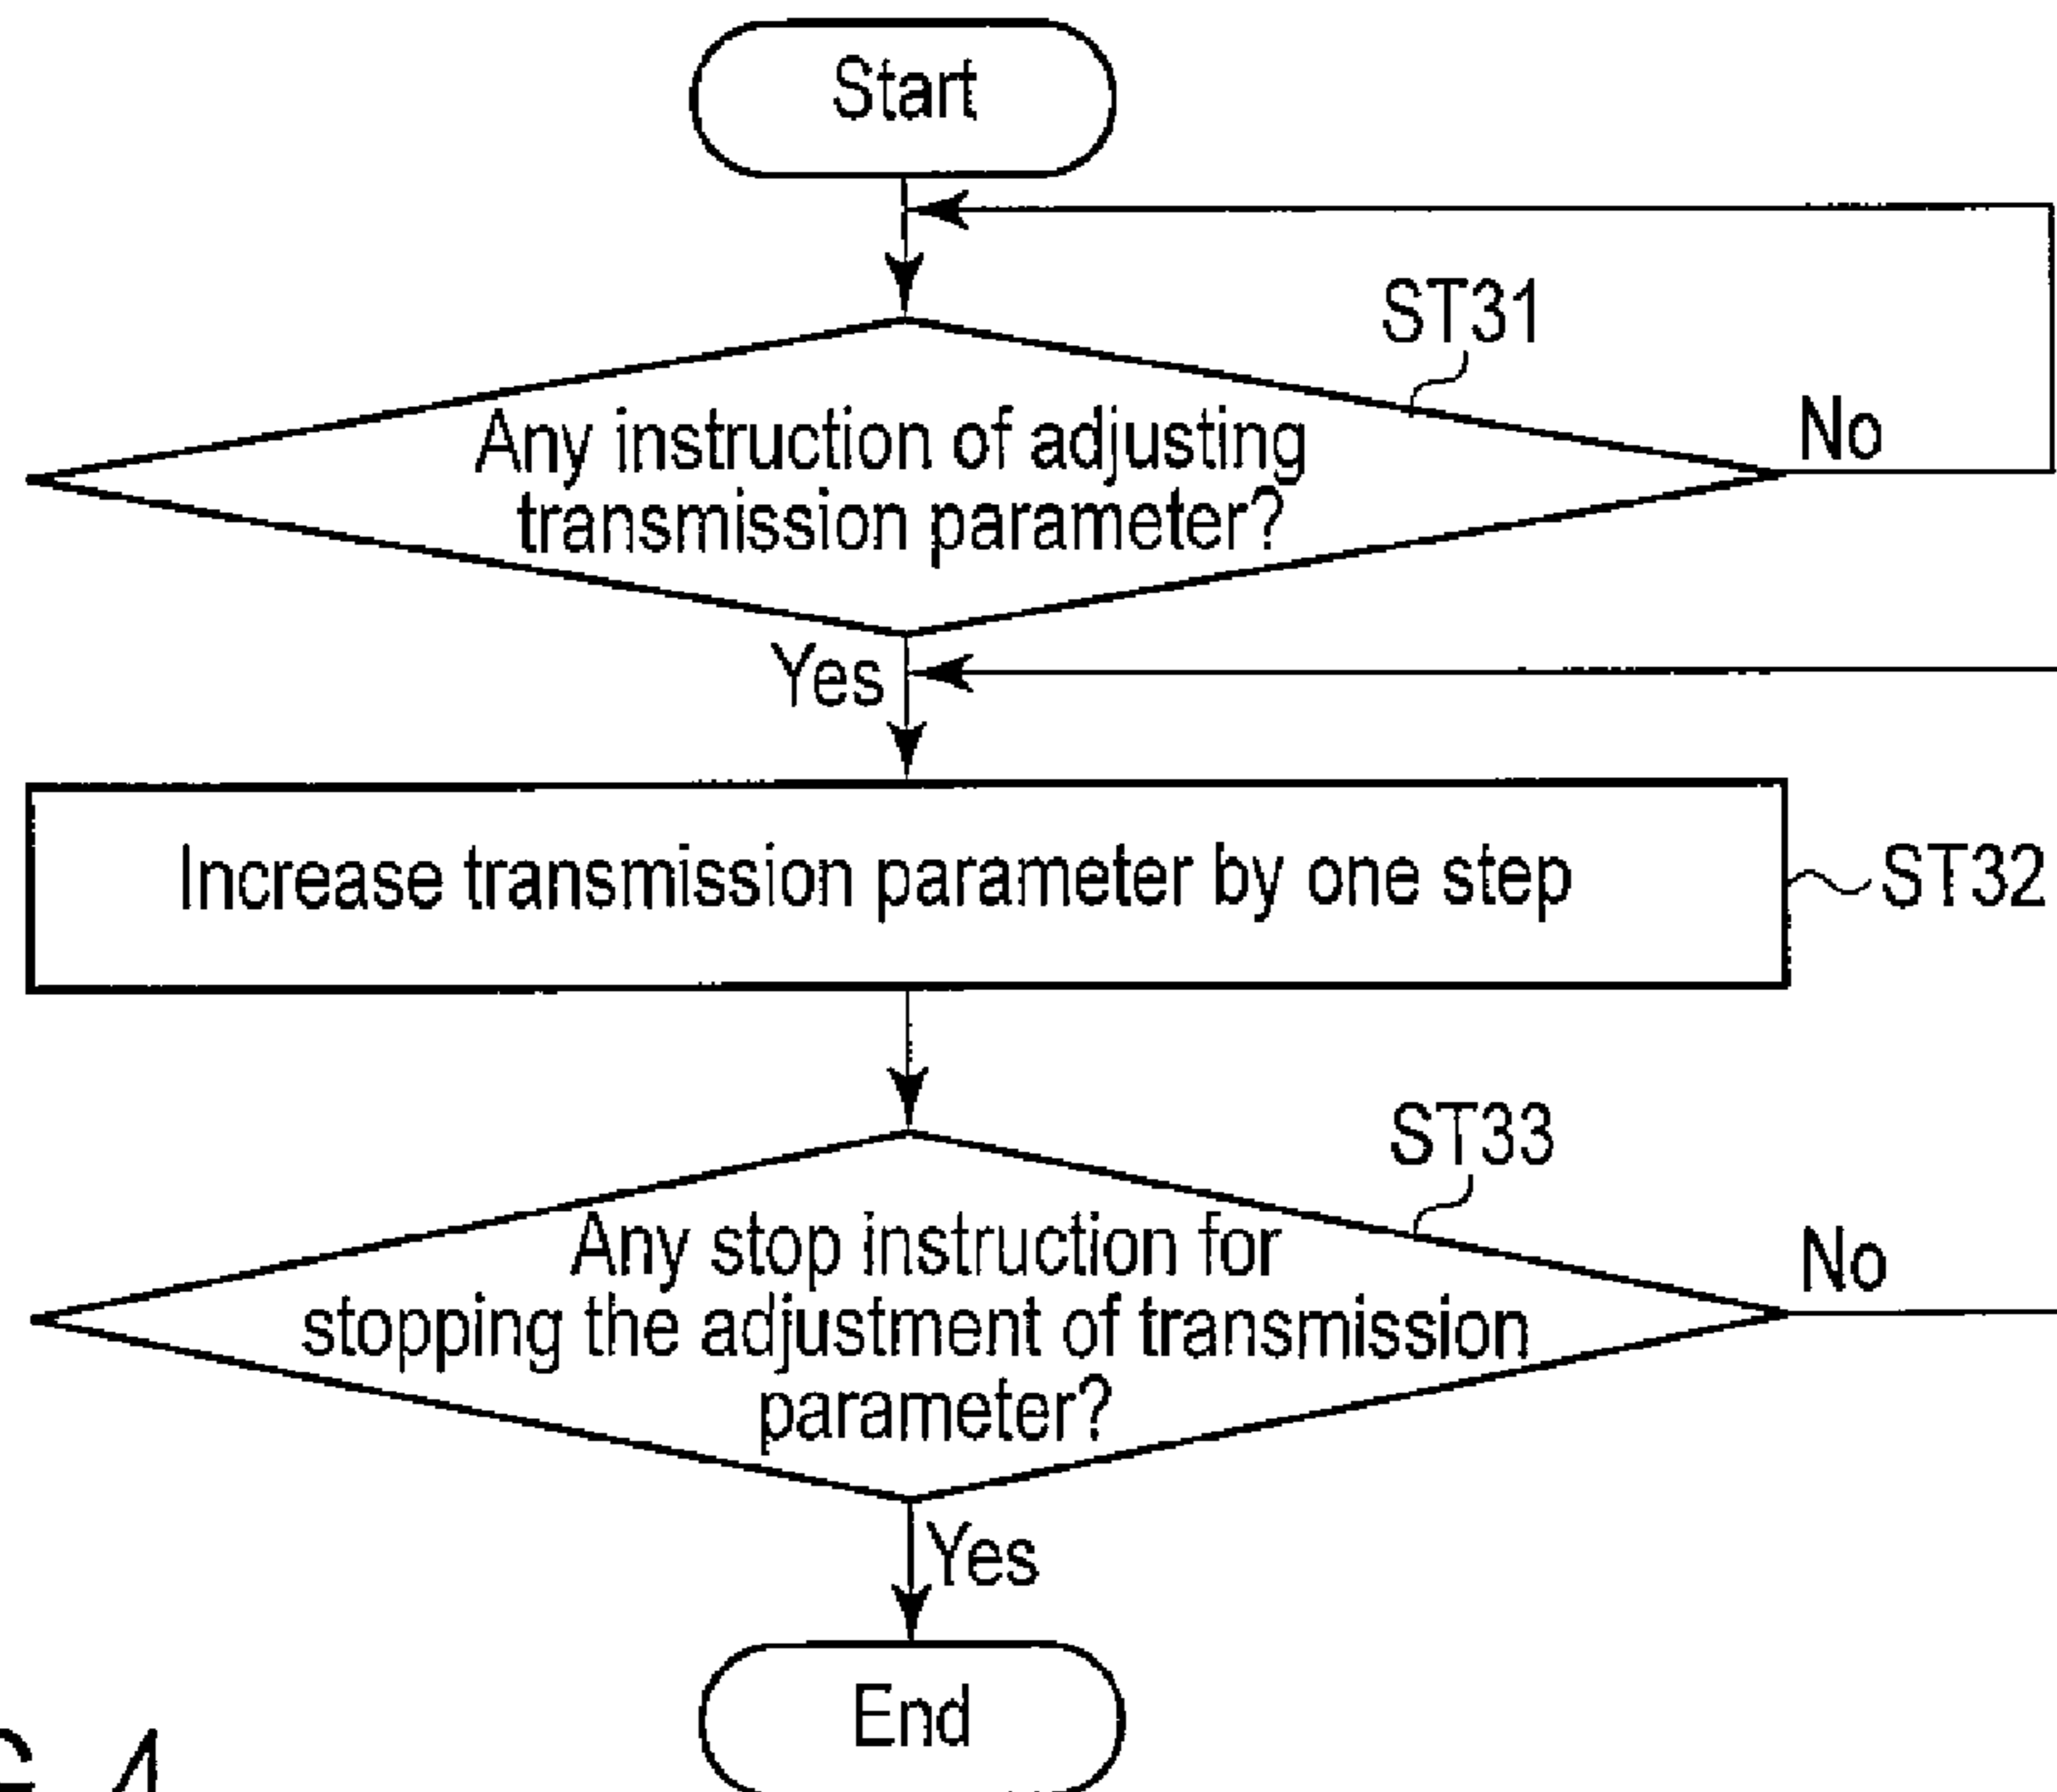 Start
ST31
Any instruction of adjusting
transmission parameter?
No
Yes
Increase transmission parameter by one step
ST32
ST33
Any stop instruction for
stopping the adjustment of transmission
parameter?
No
Yes
End
4